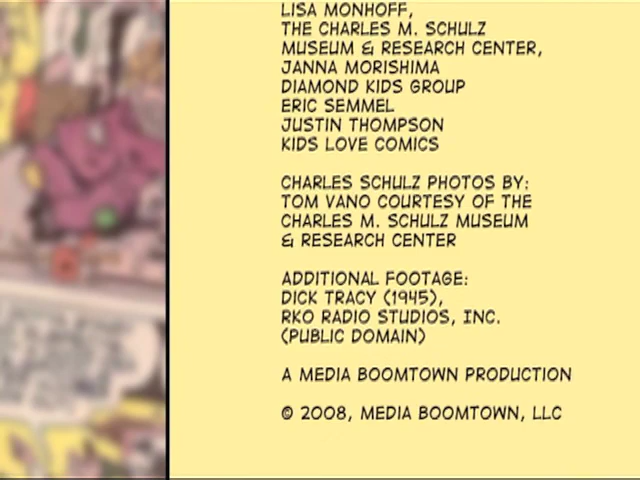 LISA MONHOFF,
THE CHARLES M. SCHULZ
MUSEUM & RESEARCH CENTER,
JANNA MORISHIMA
DIAMOND KIDS GROUP
ERIC SEMMEL
JUSTIN THOMPSON
KIDS LOVE COMICS
CHARLES SCHULZ PHOTOS BY:
TOM VANO COURTESY OF THE
CHARLES M. SCHULZ MUSEUM
& RESEARCH CENTER
ADDITIONAL FOOTAGE:
DICK TRACY (1945),
RKO RADIO STUDIOS, INC.
(PUBLIC DOMAIN)
A MEDIA BOOMTOWN PRODUCTION
© 2008, MEDIA BOOMTOWN, LLC